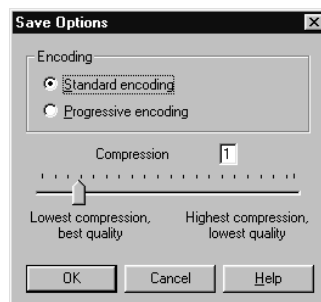 Save Options
Encoding
Standard encoding
Progressive encoding
Compression 1
Lowest compression, Highest compression,
best quality lowest quality
OK Cancel Help